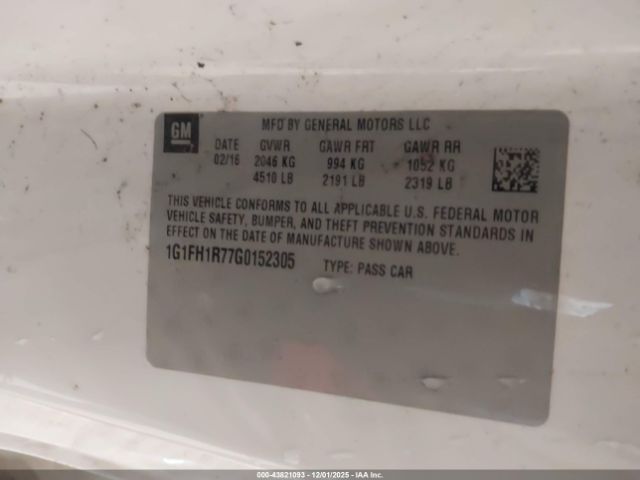 GM
MFD BY GENERAL MOTORS LLC
DATE GVWR GAWR FRT GAWR RR
02/16 2046 KG 994 KG 1052 KG
4510 LB 2191 LB 2319 LB
THIS VEHICLE CONFORMS TO ALL APPLICABLE U.S. FEDERAL MOTOR
VEHICLE SAFETY, BUMPER, AND THEFT PREVENTION STANDARDS IN
EFFECT ON THE DATE OF MANUFACTURE SHOWN ABOVE.
1G1FH1R77G0152305 TYPE: PASS CAR
000-43821093 - 12/01/2025 - IAA Inc.